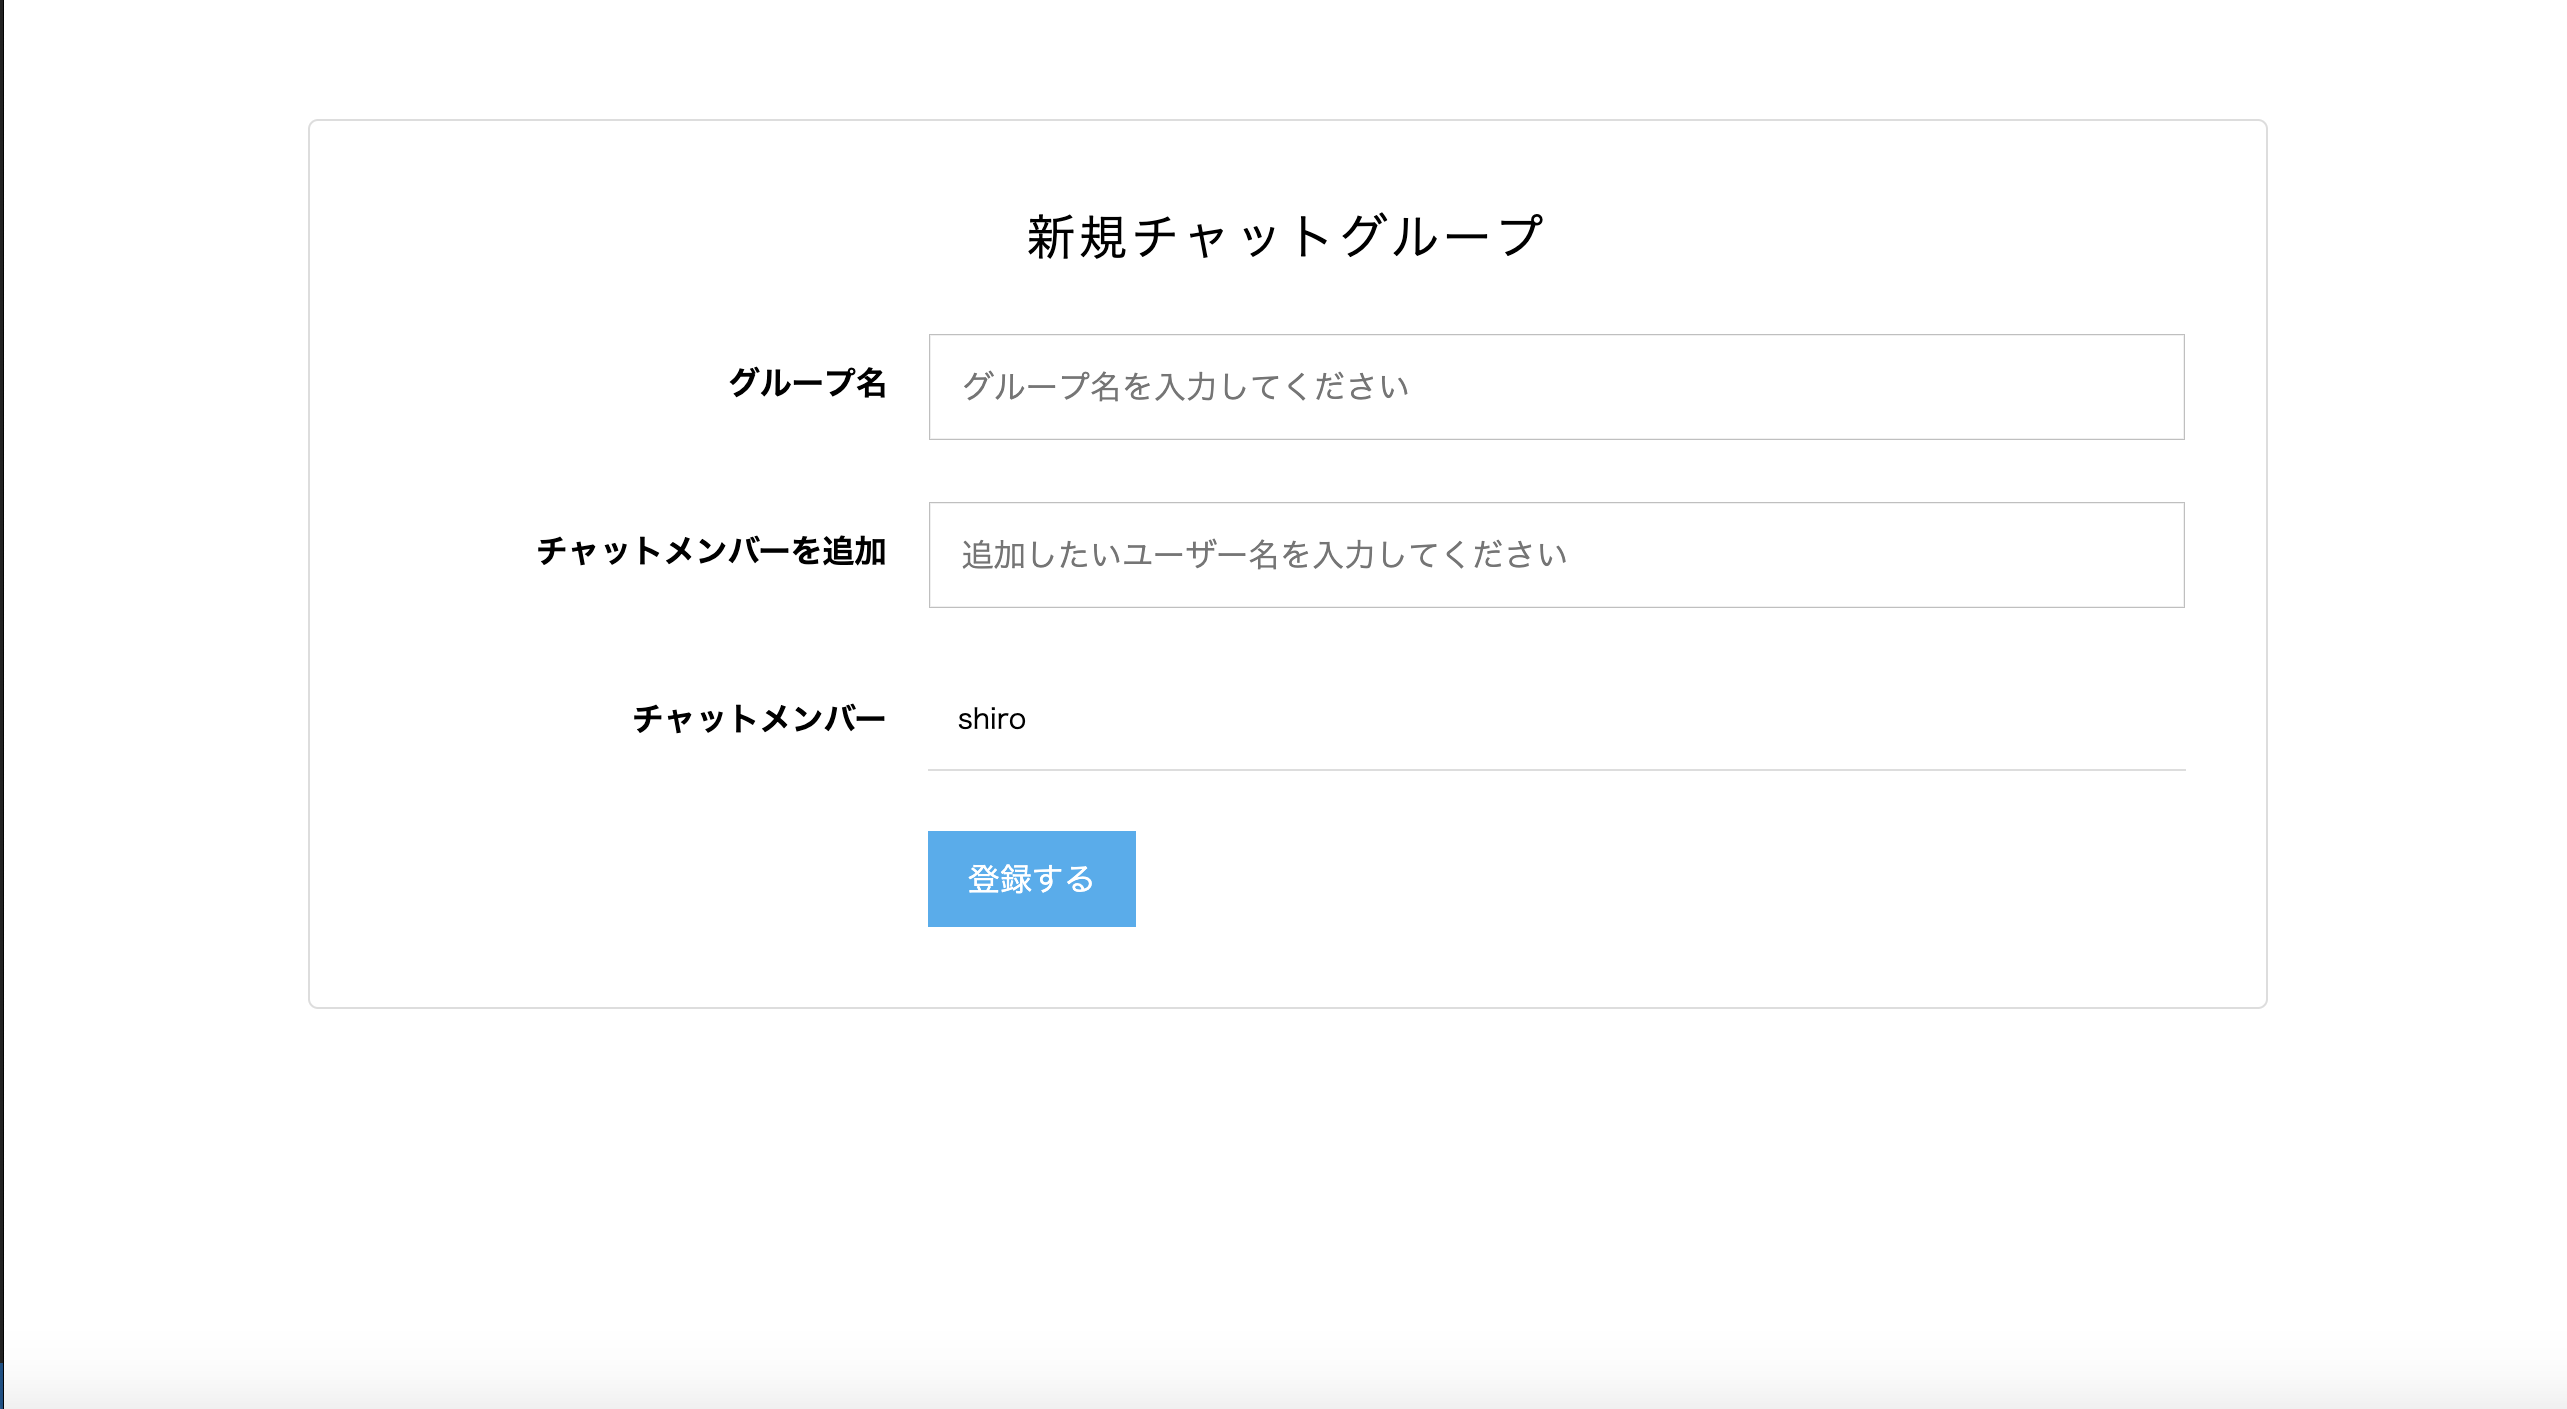 新規チャットグループ
グループ名
グループ名を入力してください
チャットメンバーを追加
追加したいユーザー名を入力してください
チャットメンバー
shiro
登録する